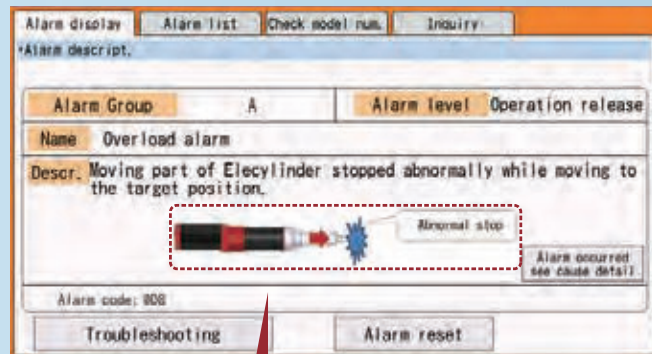 Alarm display Alarm list Check model num. Inquiry
*Alarm descript.
Alarm Group A Alarm level Operation release
Name Overload alarm
Descr. Moving part of Elecylinder stopped abnormally while moving to
the target position.
Abnormal stop
Alarm occurred
see cause detail
Alarm code:
Troubleshooting Alarm reset